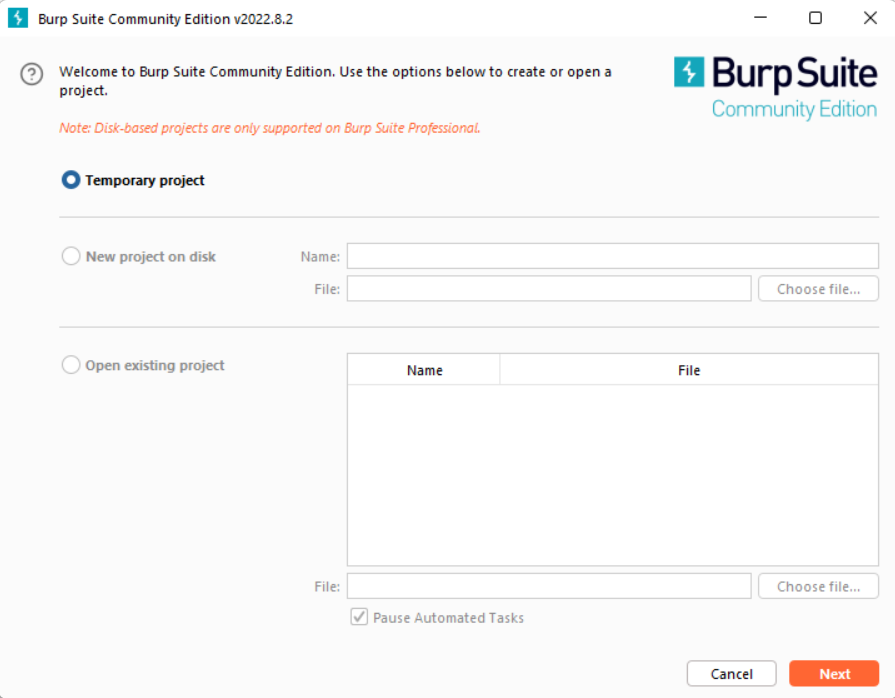 Burp Suite Community Edition v2022.8.2
Welcome to Burp Suite Community Edition. Use the options below to create or open a
project.
Burp Suite
Community Edition
Note: Disk-based projects are only supported on Burp Suite Professional.
Temporary project
New project on disk
Name:
File:
Choose file...
Open existing project
Name
File
File:
Choose file...
Pause Automated Tasks
Cancel
Next